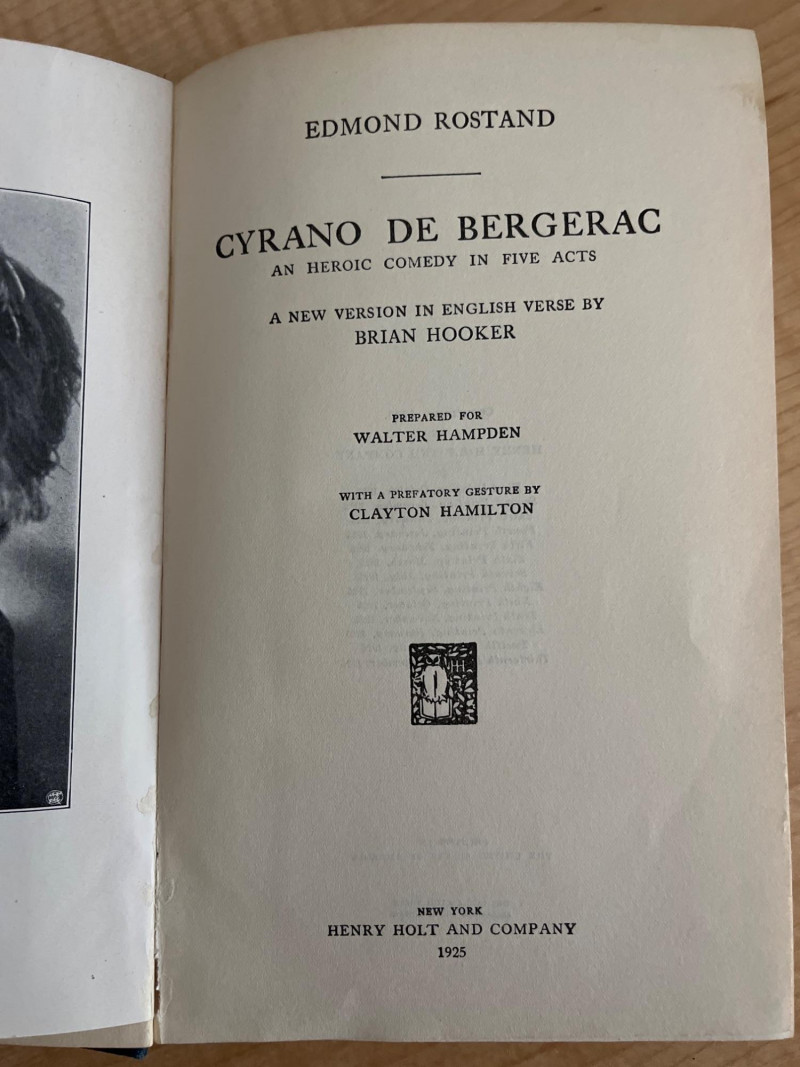 EDMOND ROSTAND
CYRANO DE BERGERAC
AN HEROIC COMEDY IN FIVE ACTS
A NEW VERSION IN ENGLISH VERSE BY
BRIAN HOOKER
PREPARED FOR
WALTER HAMPDEN
WITH A PREFATORY GESTURE BY
CLAYTON HAMILTON
NEW YORK
HENRY HOLT AND COMPANY
1925